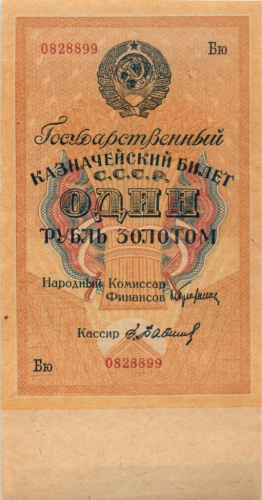 0828899 Бю
Государственный
КАЗНАЧЕЙСКИЙ БИЛЕТ
С.С.С.Р.
ОДИН
РУБЛЬ ЗОЛОТОМ
Народный Комиссар
Финансов
Кассир
Бю 0828899